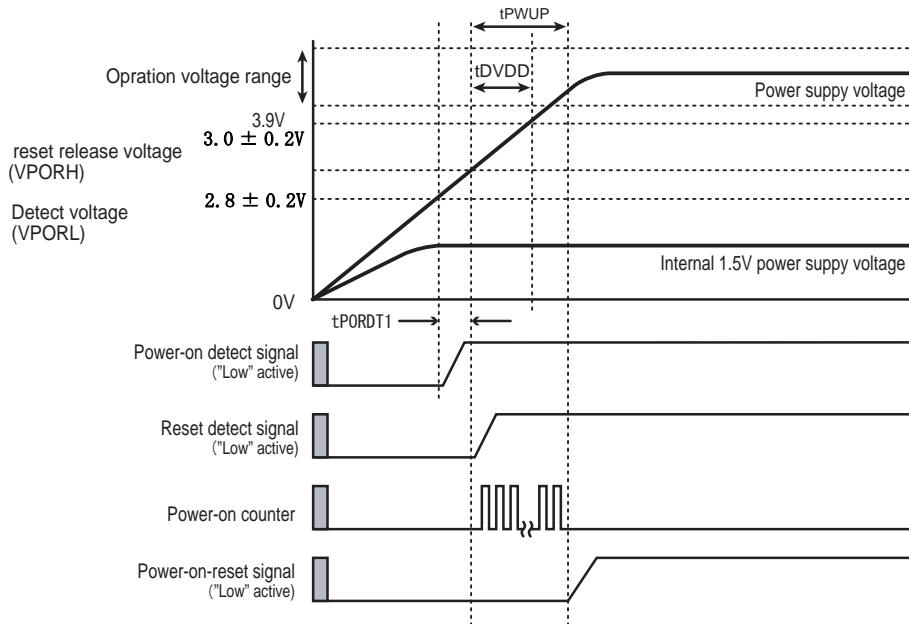 tPWUP
tDVDD
Opration voltage range
Power suppy voltage
3.9V
3.0 ± 0.2V
reset release voltage
(VPORH)
2.8 ± 0.2V
Detect voltage
(VPORL)
Internal 1.5V power supply voltage
0V
tPORDT1
Power-on detect signal
("Low" active)
Reset detect signal
("Low" active)
Power-on counter
Power-on-reset signal
("Low" active)